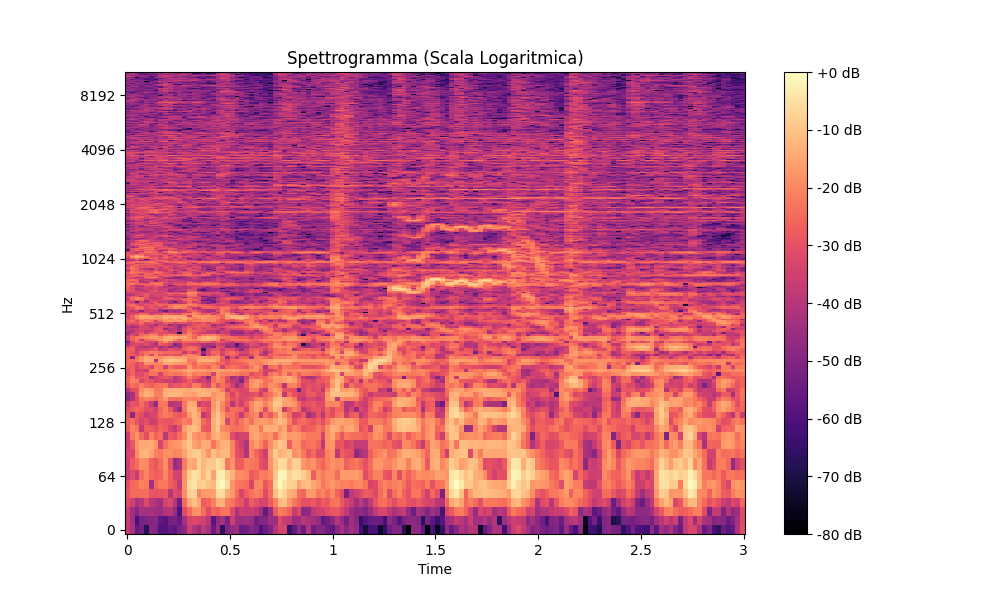 Spettrogramma (Scala Logaritmica)
8192
4096
2048
1024
512
256
128
64
0
Hz
0
0.5
1
1.5
2
2.5
3
Time
+0 dB
-10 dB
-20 dB
-30 dB
-40 dB
-50 dB
-60 dB
-70 dB
-80 dB